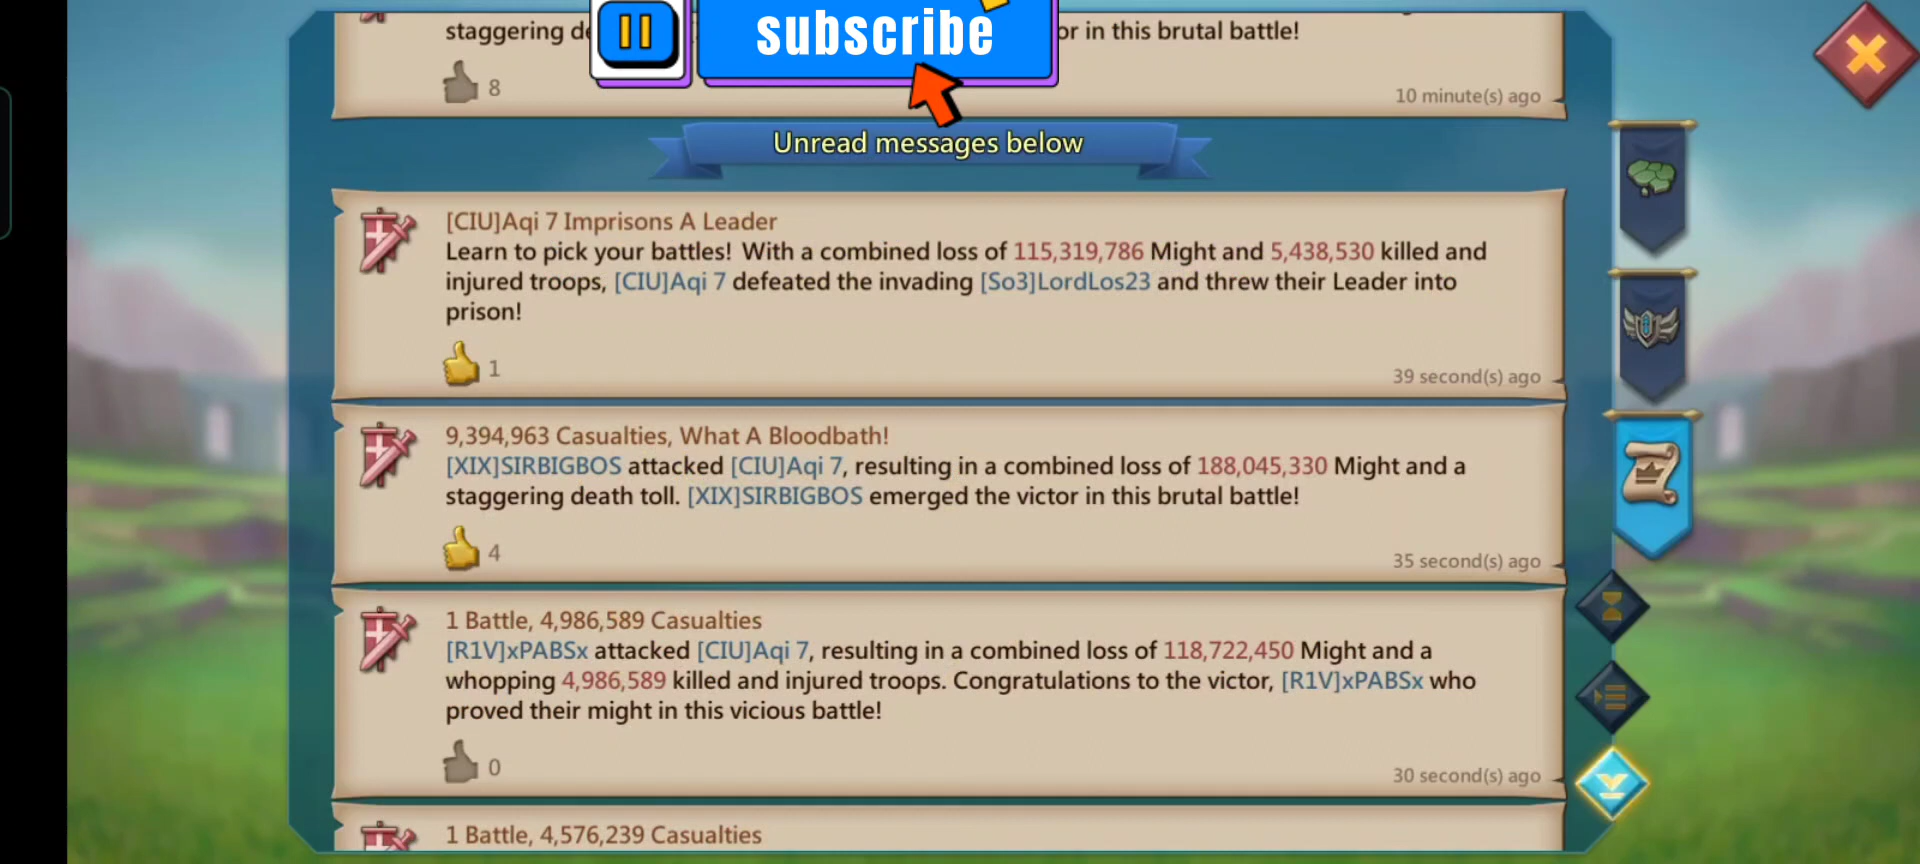 staggering
subscribe
or in this brutal battle!
8
10 minute(s) ago
Unread messages below
[CIU]Aqi 7 Imprisons A Leader
Learn to pick your battles! With a combined loss of 115,319,786 Might and 5,438,530 killed and
injured troops, [CIU]Aqi 7 defeated the invading [So3]LordLos23 and threw their Leader into
prison!
1
39 second(s) ago
9,394,963 Casualties, What A Bloodbath!
[XIX]SIRBIGBOS attacked [CIU]Aqi 7, resulting in a combined loss of 188,045,330 Might and a
staggering death toll. [XIX]SIRBIGBOS emerged the victor in this brutal battle!
4
35 second(s) ago
1 Battle, 4,986,589 Casualties
[R1V]xPABSx attacked [CIU]Aqi 7, resulting in a combined loss of 118,722,450 Might and a
whopping 4,986,589 killed and injured troops. Congratulations to the victor, [R1V]xPABSx who
proved their might in this vicious battle!
0
30 second(s) ago
1 Battle, 4,576,239 Casualties